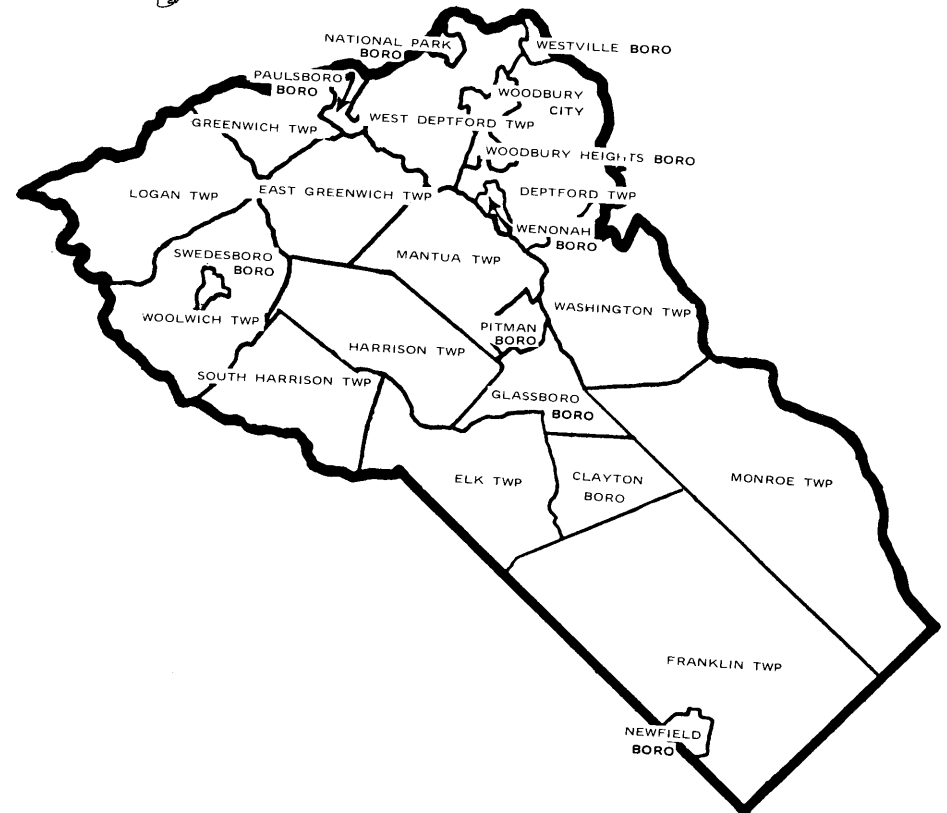 NATIONAL PARK
BORO
WESTVILLE BORO
PAULSBORO
BORO
WOODBURY
CITY
GREENWICH TWP
WEST DEPTFORD TWP
WOODBURY HEIGHTS BORO
LOGAN TWP
EAST GREENWICH TWP
DEPTFORD TWP
WENONAH
BORO
SWEDESBORO
BORO
MANTUA TWP
WOOLWICH TWP
WASHINGTON TWP
PITMAN
BORO
HARRISON TWP
SOUTH HARRISON TWP
GLASSBORO
BORO
ELK TWP
CLAYTON
BORO
MONROE TWP
FRANKLIN TWP
NEWFIELD
BORO